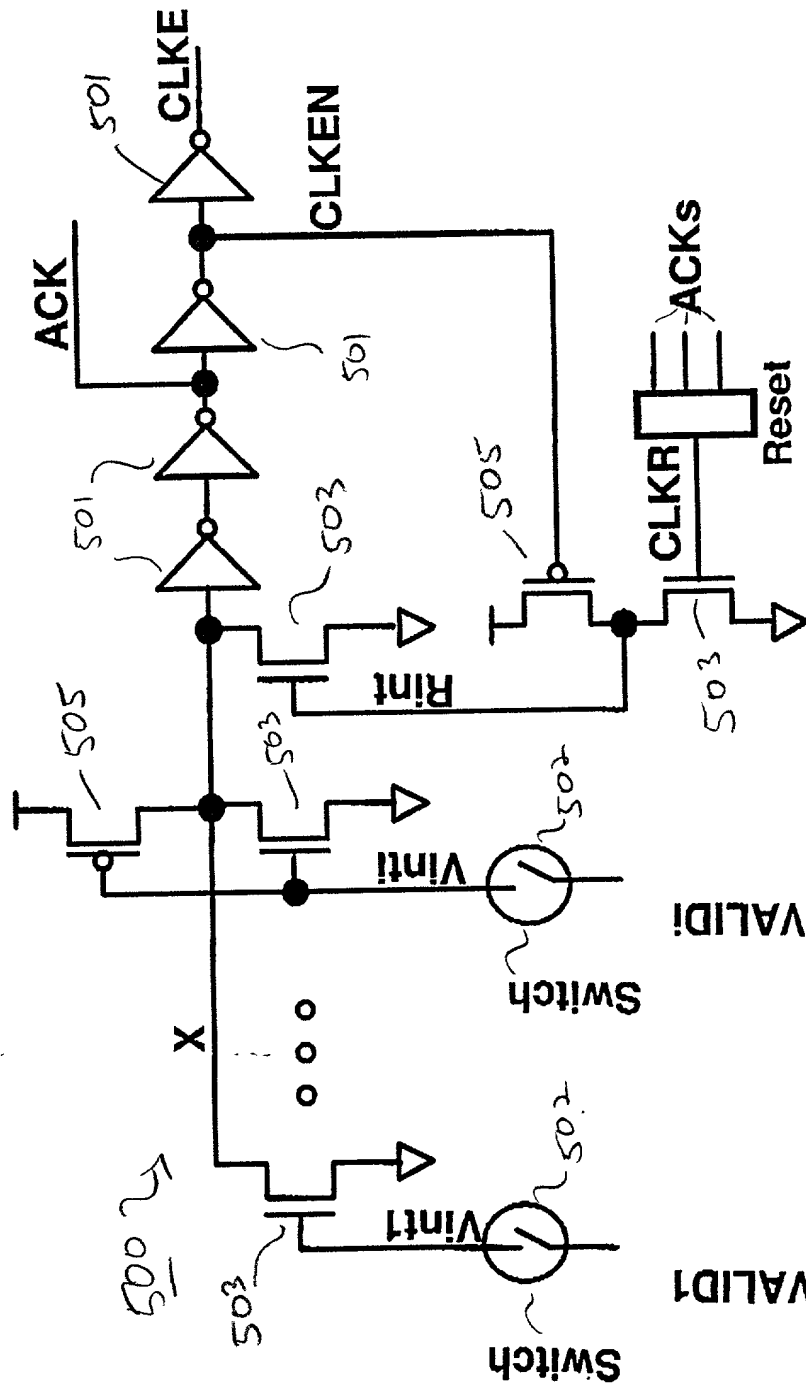 500
X
ACK
501
501
501
501
CLKE
CLKEN
505
503
503
503
Rint
Vinti
Vint1
505
CLKR
503
ACKs
Reset
502
502
Switch
Switch
VALIDi
VALID1